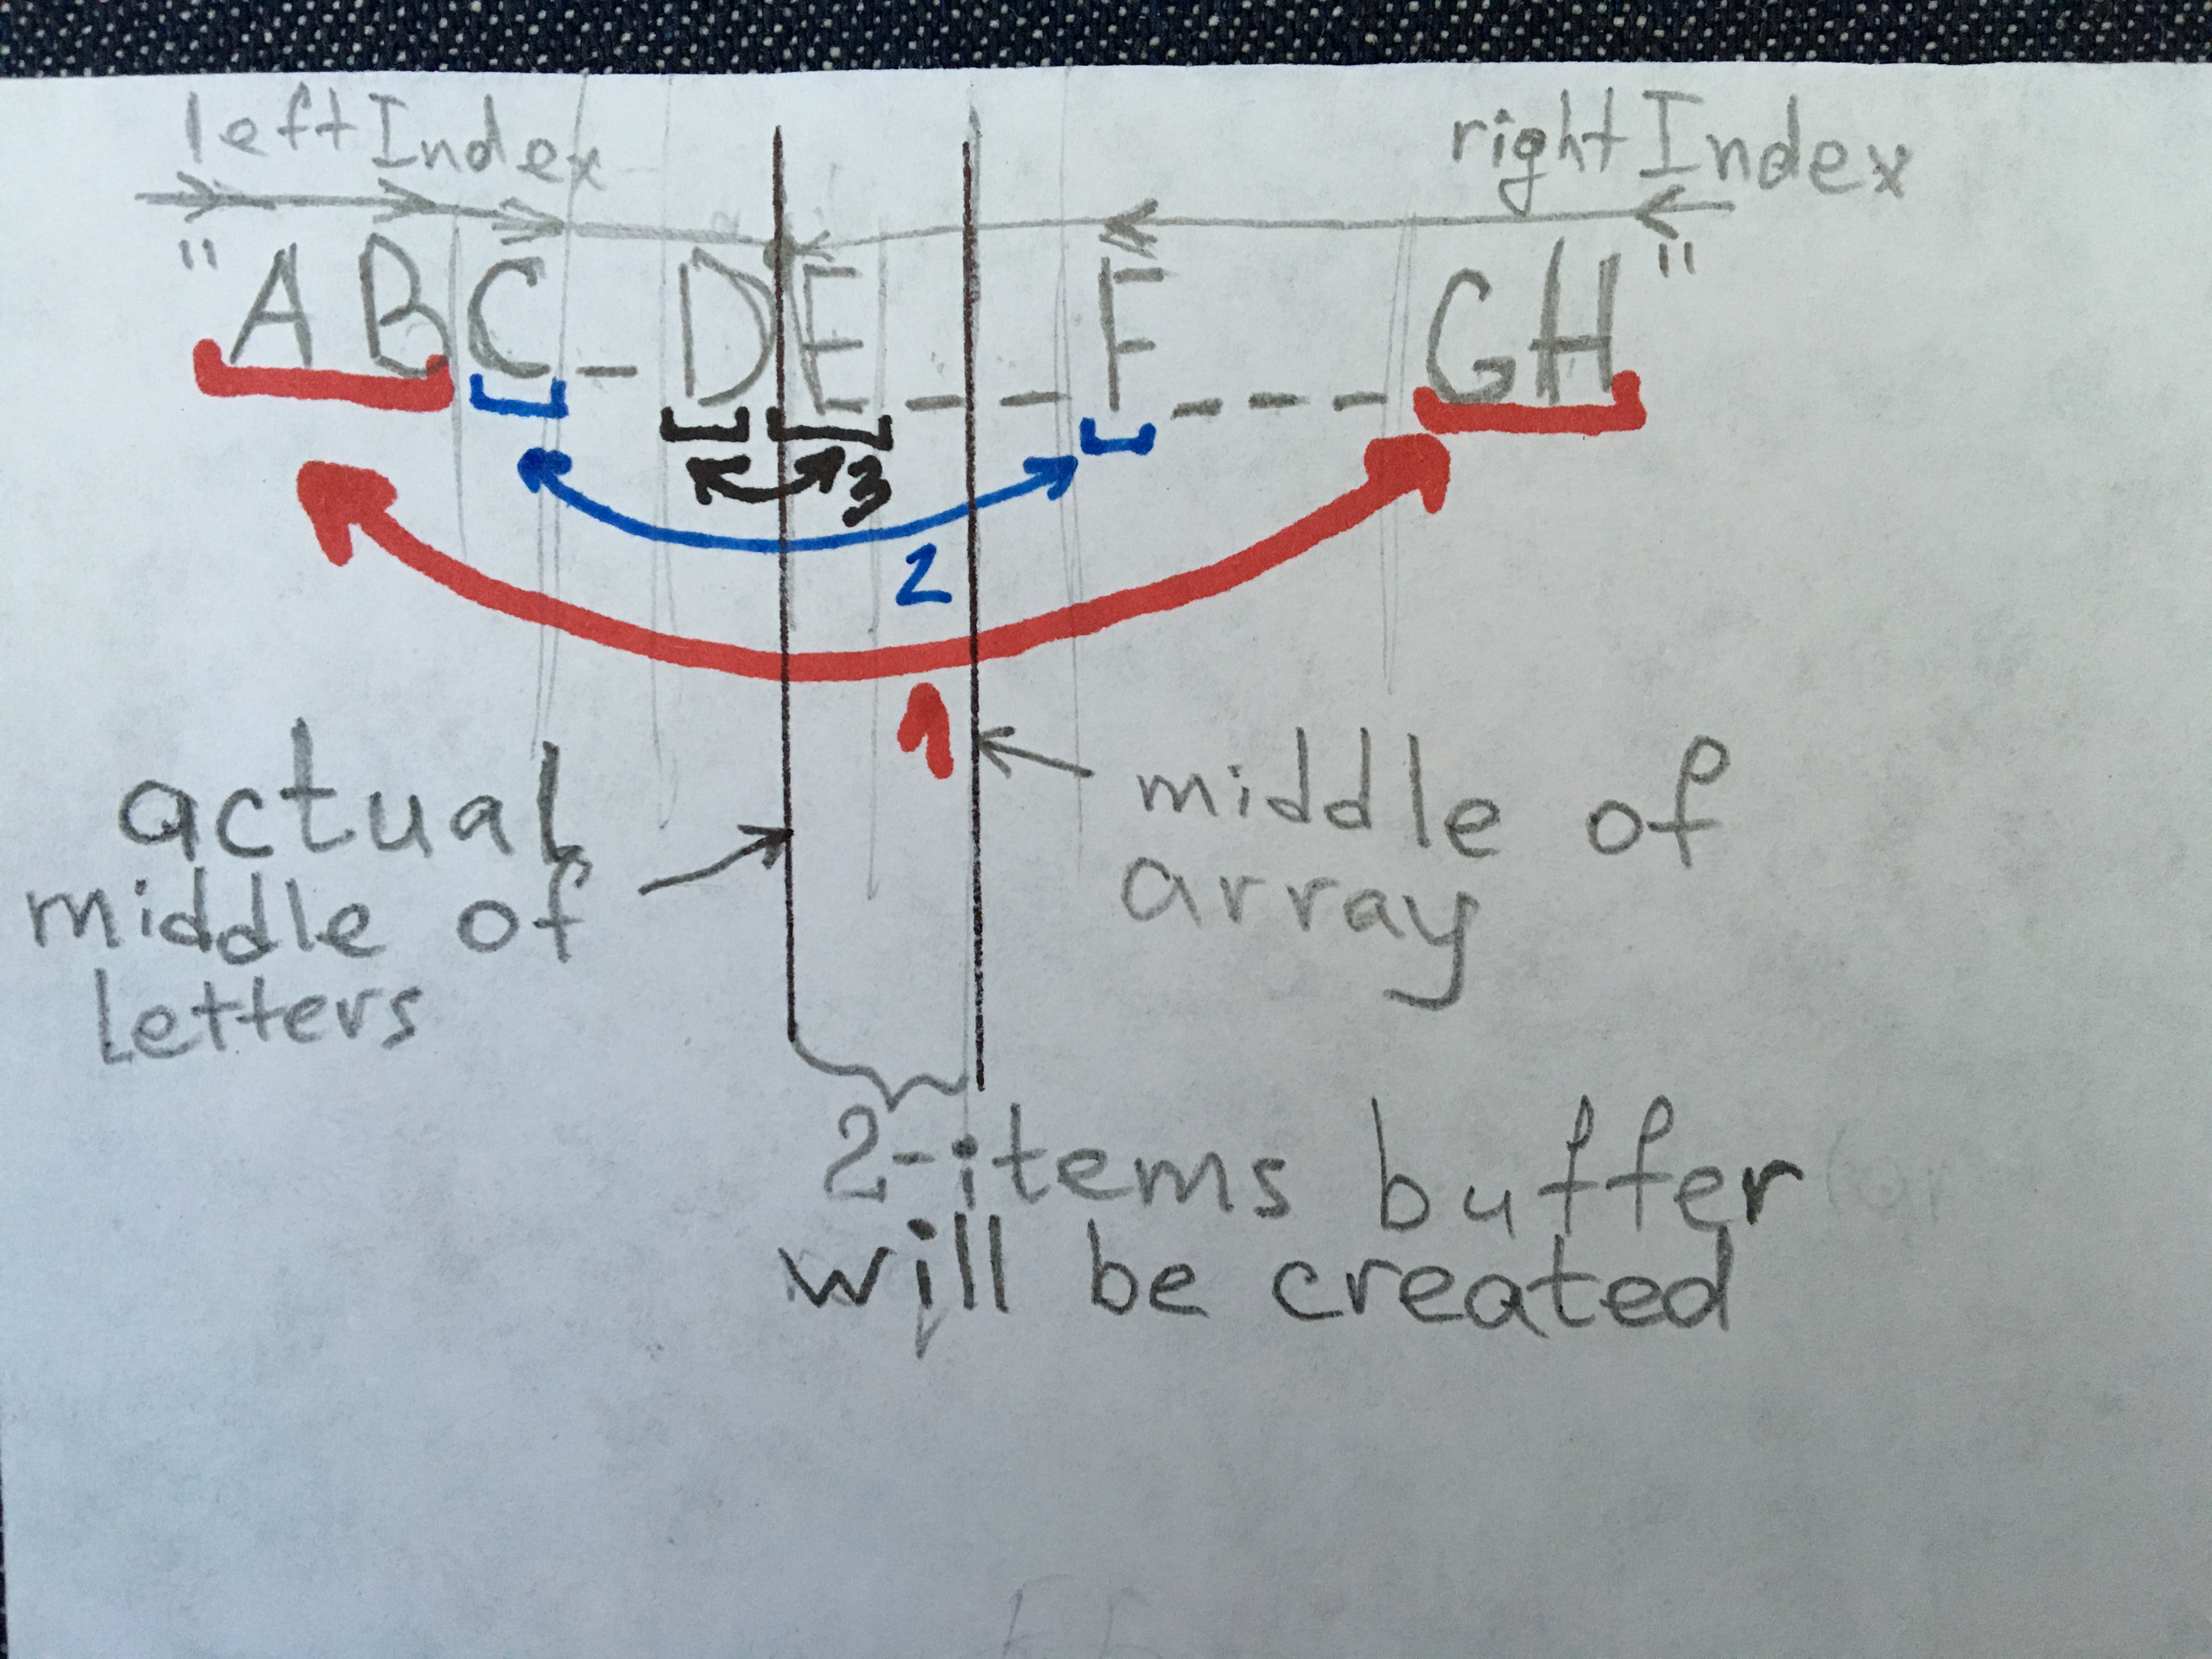 leftIndex
rightIndex
"ABC-DE--F---GH"
3
2
1
actual
middle of
letters
middle of
array
2-items buffer
will be created